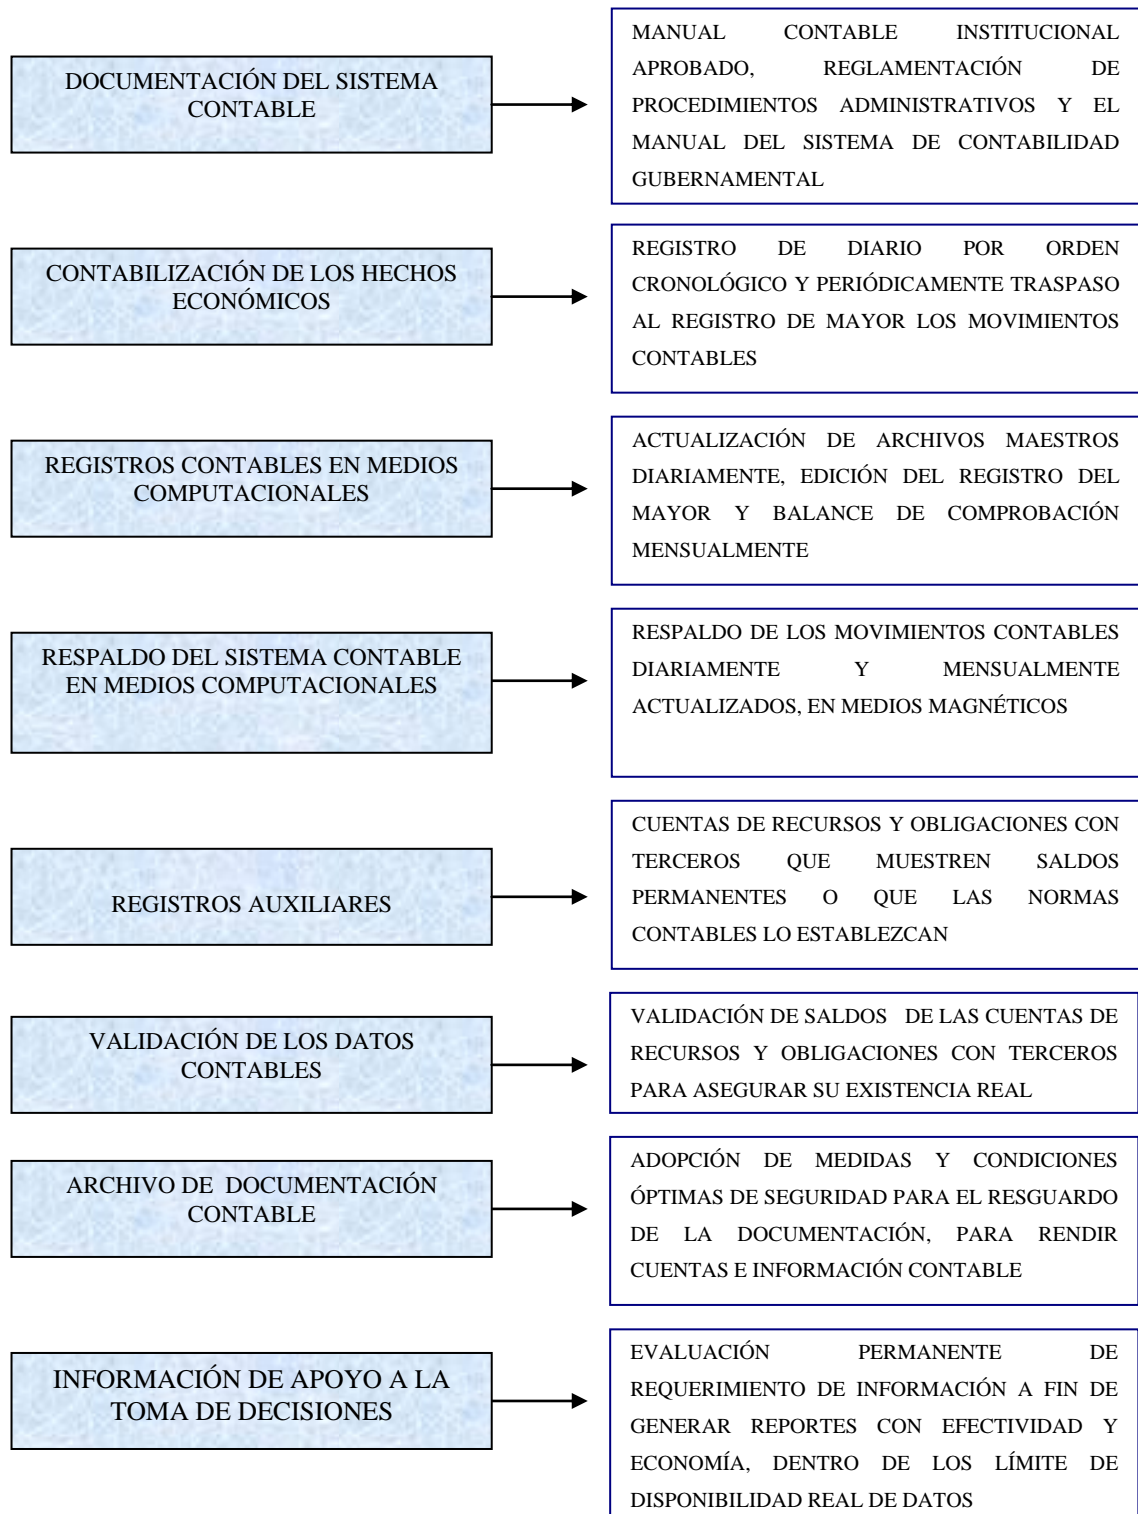 DOCUMENTACIÓN DEL SISTEMA
CONTABLE
MANUAL CONTABLE INSTITUCIONAL
APROBADO, REGLAMENTACIÓN DE
PROCEDIMIENTOS ADMINISTRATIVOS Y EL
MANUAL DEL SISTEMA DE CONTABILIDAD
GUBERNAMENTAL
CONTABILIZACIÓN DE LOS HECHOS
ECONÓMICOS
REGISTRO DE DIARIO POR ORDEN
CRONOLÓGICO Y PERIÓDICAMENTE TRASPASO
AL REGISTRO DE MAYOR LOS MOVIMIENTOS
CONTABLES
REGISTROS CONTABLES EN MEDIOS
COMPUTACIONALES
ACTUALIZACIÓN DE ARCHIVOS MAESTROS
DIARIAMENTE, EDICIÓN DEL REGISTRO DEL
MAYOR Y BALANCE DE COMPROBACIÓN
MENSUALMENTE
RESPALDO DEL SISTEMA CONTABLE
EN MEDIOS COMPUTACIONALES
RESPALDO DE LOS MOVIMIENTOS CONTABLES
DIARIAMENTE Y MENSUALMENTE
ACTUALIZADOS, EN MEDIOS MAGNÉTICOS
REGISTROS AUXILIARES
CUENTAS DE RECURSOS Y OBLIGACIONES CON
TERCEROS QUE MUESTREN SALDOS
PERMANENTES O QUE LAS NORMAS
CONTABLES LO ESTABLEZCAN
VALIDACIÓN DE LOS DATOS
CONTABLES
VALIDACIÓN DE SALDOS DE LAS CUENTAS DE
RECURSOS Y OBLIGACIONES CON TERCEROS
PARA ASEGURAR SU EXISTENCIA REAL
ARCHIVO DE DOCUMENTACIÓN
CONTABLE
ADOPCIÓN DE MEDIDAS Y CONDICIONES
ÓPTIMAS DE SEGURIDAD PARA EL RESGUARDO
DE LA DOCUMENTACIÓN, PARA RENDIR
CUENTAS E INFORMACIÓN CONTABLE
INFORMACIÓN DE APOYO A LA
TOMA DE DECISIONES
EVALUACIÓN PERMANENTE DE
REQUERIMIENTO DE INFORMACIÓN A FIN DE
GENERAR REPORTES CON EFECTIVIDAD Y
ECONOMÍA, DENTRO DE LOS LÍMITE DE
DISPONIBILIDAD REAL DE DATOS